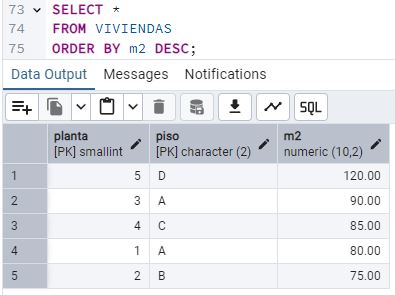 73 SELECT *
74 FROM VIVIENDAS
75 ORDER BY m2 DESC;
Data Output Messages Notifications
SQL
planta piso m2
[PK] smallint [PK] character (2) numeric (10,2)
1 5 D 120.00
2 3 A 90.00
3 4 C 85.00
4 1 A 80.00
5 2 B 75.00